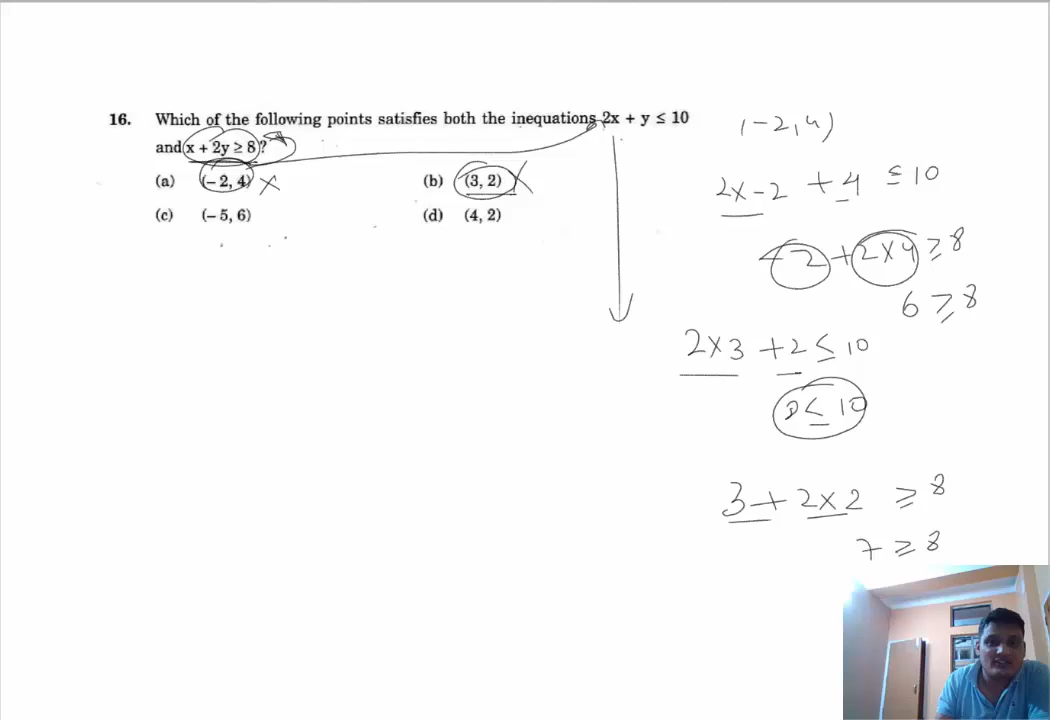 16. Which of the following points satisfies both the inequations 2x + y ≤ 10
and x + 2y ≥ 8?
(a) (– 2, 4) ×
(b) (3, 2) ×
(c) (– 5, 6)
(d) (4, 2)
(-2, 4)
2x-2 + 4 ≤ 10
-2 + 2x4 ≥ 8
6 ≥ 8
2x3 + 2 ≤ 10
8 ≤ 10
3 + 2x2 ≥ 8
7 ≥ 8